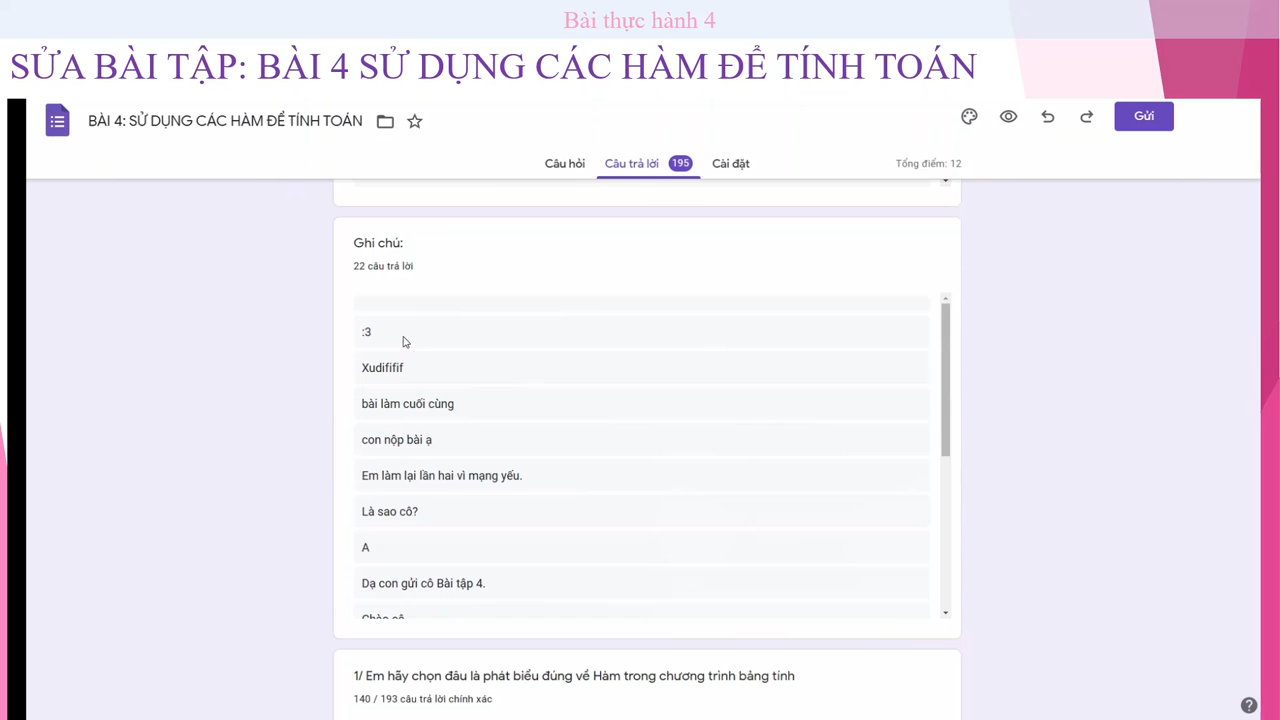 Bài thực hành 4
SỬA BÀI TẬP: BÀI 4 SỬ DỤNG CÁC HÀM ĐỂ TÍNH TOÁN
BÀI 4: SỬ DỤNG CÁC HÀM ĐỂ TÍNH TOÁN
Gửi
Câu hỏi
Câu trả lời 195
Cài đặt
Tổng điểm: 12
Ghi chú:
22 câu trả lời
:3
Xudififif
bài làm cuối cùng
con nộp bài ạ
Em làm lại lần hai vì mạng yếu.
Là sao cô?
A
Dạ con gửi cô Bài tập 4.
Chào cô
1/ Em hãy chọn đâu là phát biểu đúng về Hàm trong chương trình bảng tính
140 / 193 câu trả lời chính xác